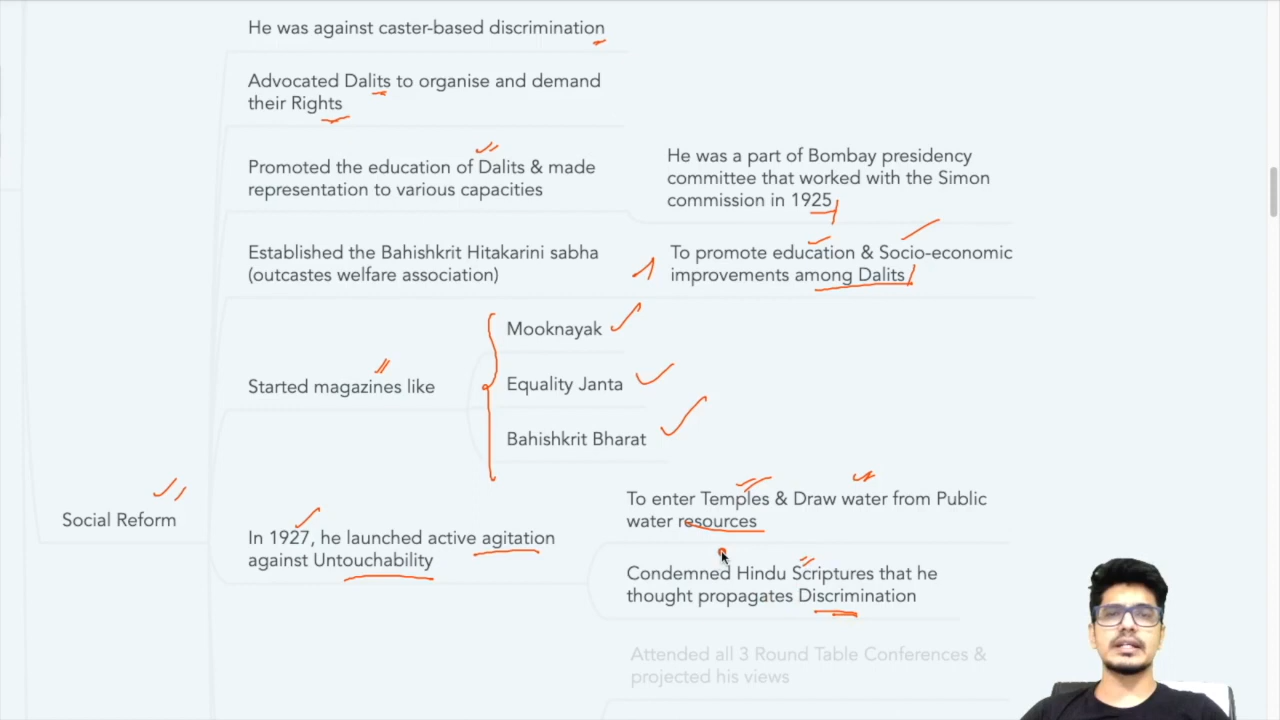 He was against caster-based discrimination
Advocated Dalits to organise and demand
their Rights
Promoted the education of Dalits & made
representation to various capacities
He was a part of Bombay presidency
committee that worked with the Simon
commission in 1925
Established the Bahishkrit Hitakarini sabha
(outcastes welfare association)
To promote education & Socio-economic
improvements among Dalits
Started magazines like
Mooknayak
Equality Janta
Bahishkrit Bharat
Social Reform
In 1927, he launched active agitation
against Untouchability
To enter Temples & Draw water from Public
water resources
Condemned Hindu Scriptures that he
thought propagates Discrimination
Attended all 3 Round Table Conferences &
projected his views